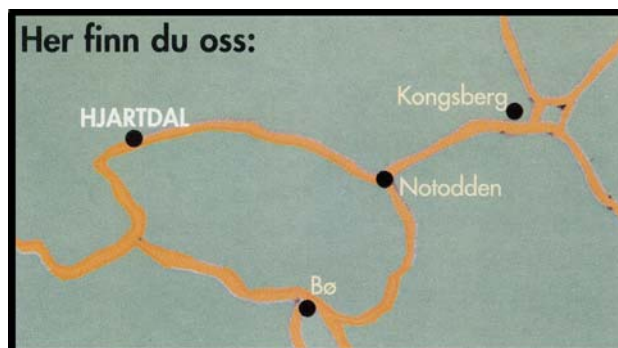 Her finn du oss:
Kongsberg
HJARTDAL
Notodden
Bø